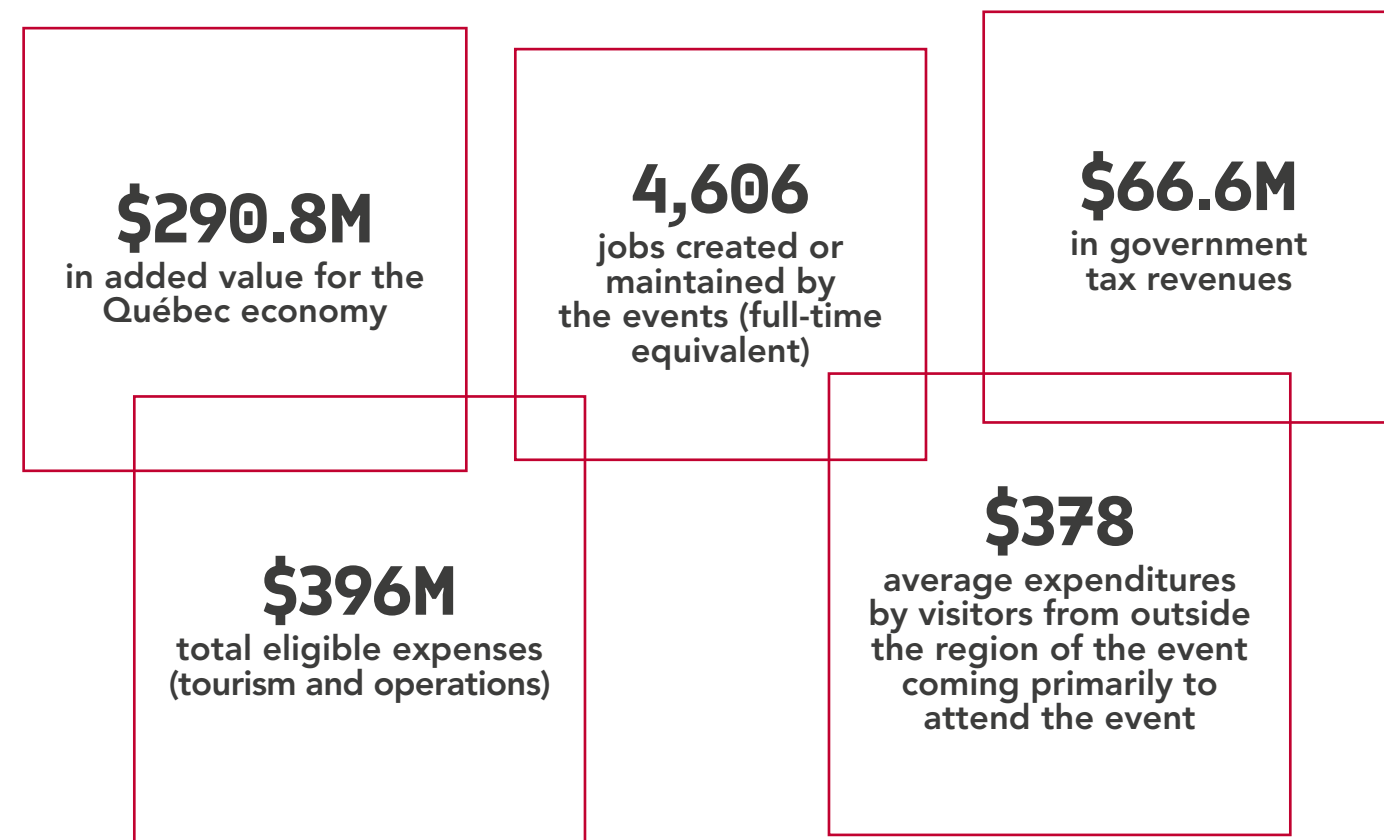 $290.8M
in added value for the
Québec economy
4,606
jobs created or
maintained by
the events (full-time
equivalent)
$66.6M
in government
tax revenues
$396M
total eligible expenses
(tourism and operations)
$378
average expenditures
by visitors from outside
the region of the event
coming primarily to
attend the event